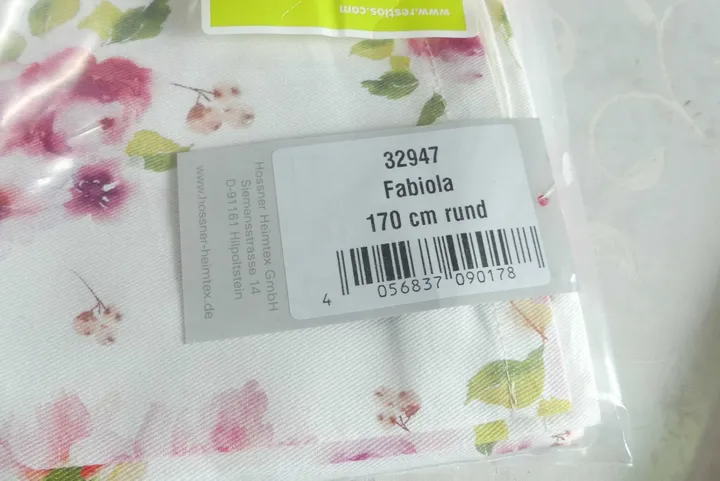 www.restlos.com
32947
Fabiola
170 cm rund
4 056837 090178
Hossner Heimtex GmbH
Siemensstrasse 14
D-91161 Hilpoltstein
www.hossner-heimtex.de